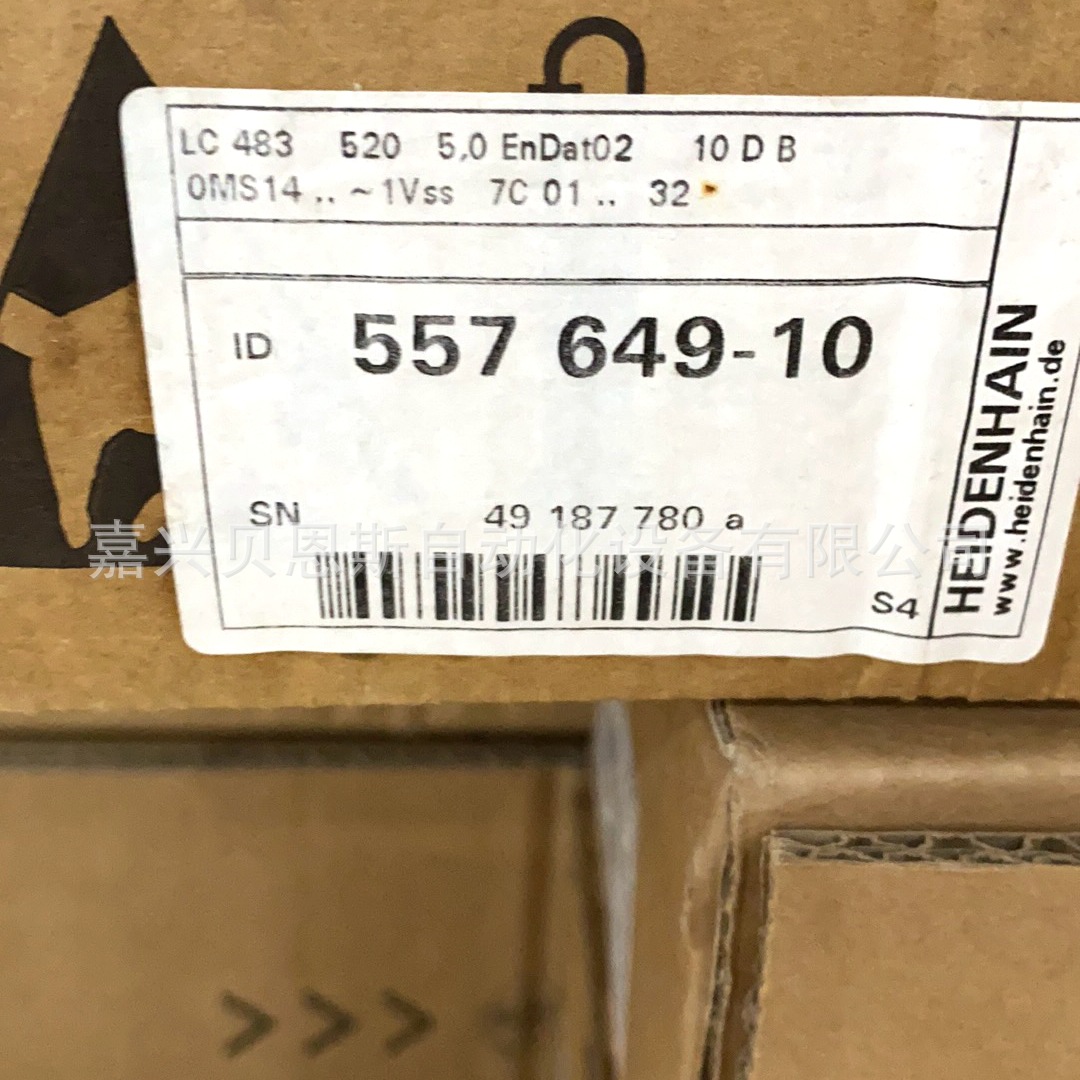 LC 483 520 5,0 EnDat02 10 D B
0MS14 .. ~1Vss 7C 01 .. 32
ID 557 649-10
SN 49 187 780 a
S4
HEIDENHAIN
www.heidenhain.de
嘉兴贝恩斯自动化设备有限公司
>>>